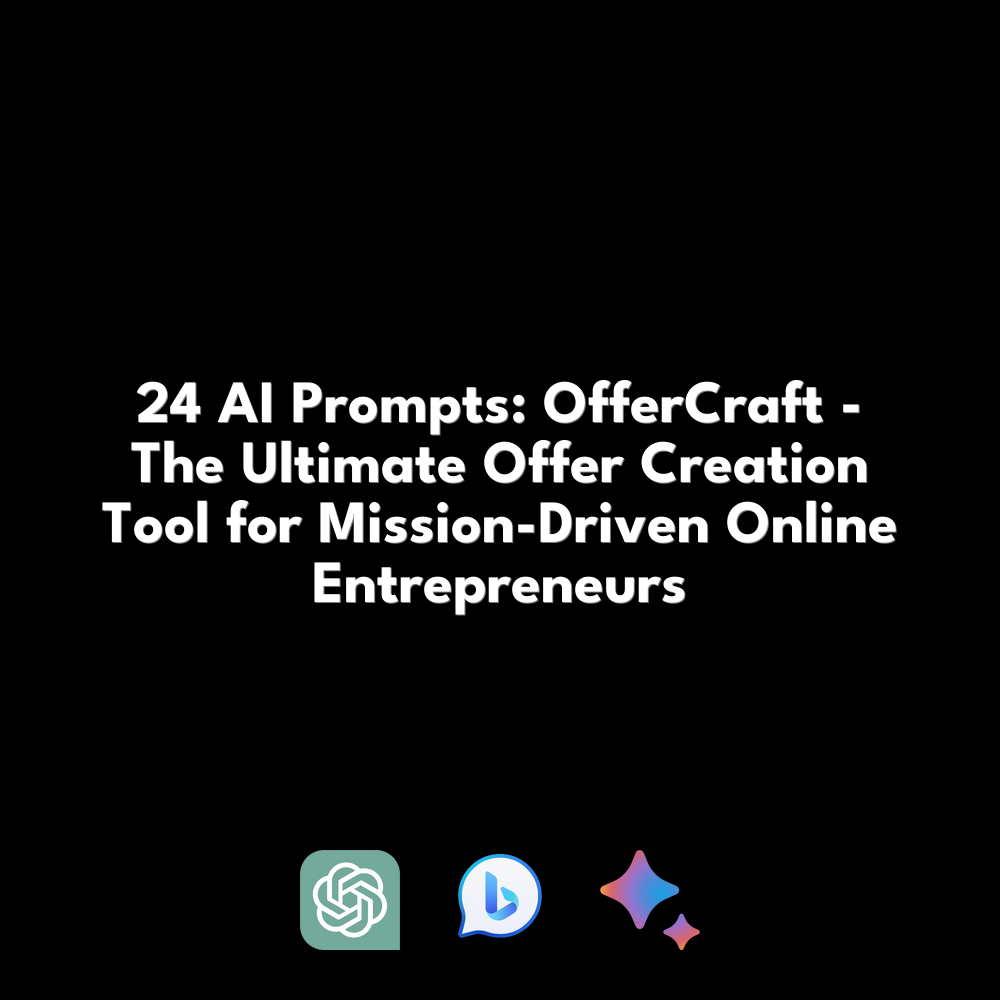 24 AI Prompts: OfferCraft -
The Ultimate Offer Creation
Tool for Mission-Driven Online
Entrepreneurs